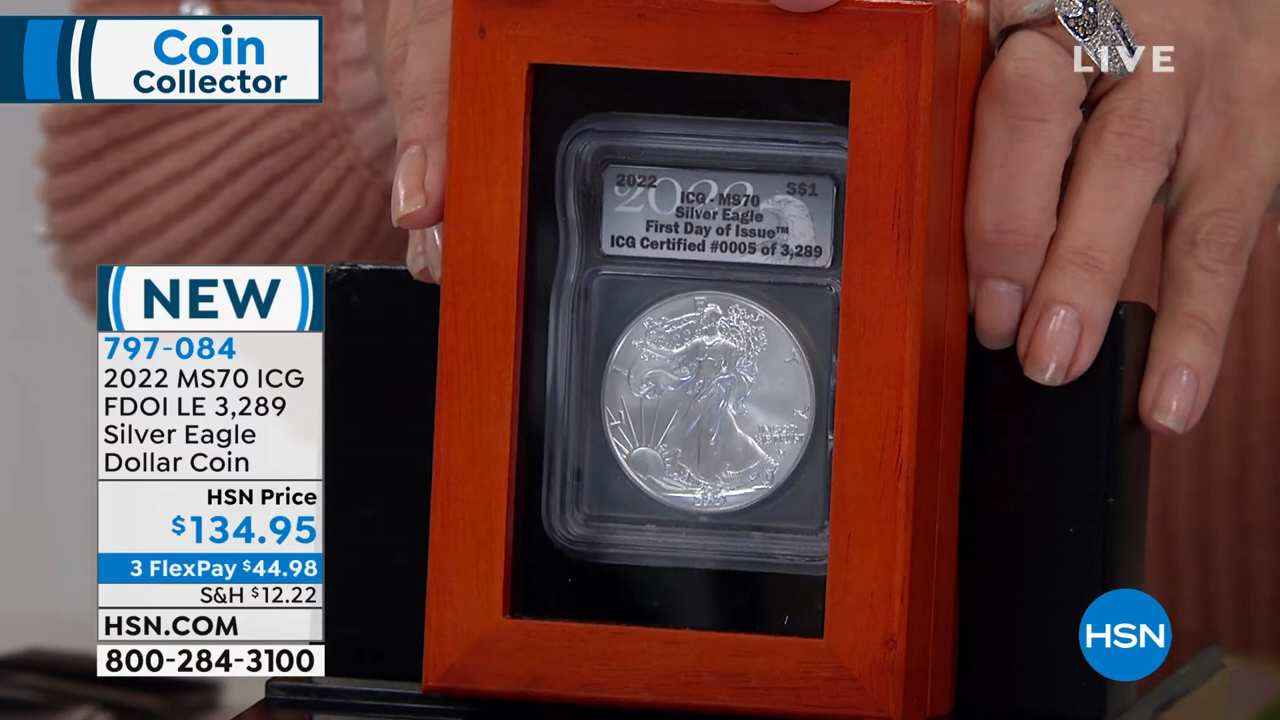 Coin
Collector
LIVE
2022
S$1
2022
ICG - MS70
Silver Eagle
First Day of Issue™
ICG Certified #0005 of 3,289
NEW
797-084
2022 MS70 ICG
FDOI LE 3,289
Silver Eagle
Dollar Coin
HSN Price
$134.95
3 FlexPay $44.98
S&H $12.22
HSN.COM
800-284-3100
HSN